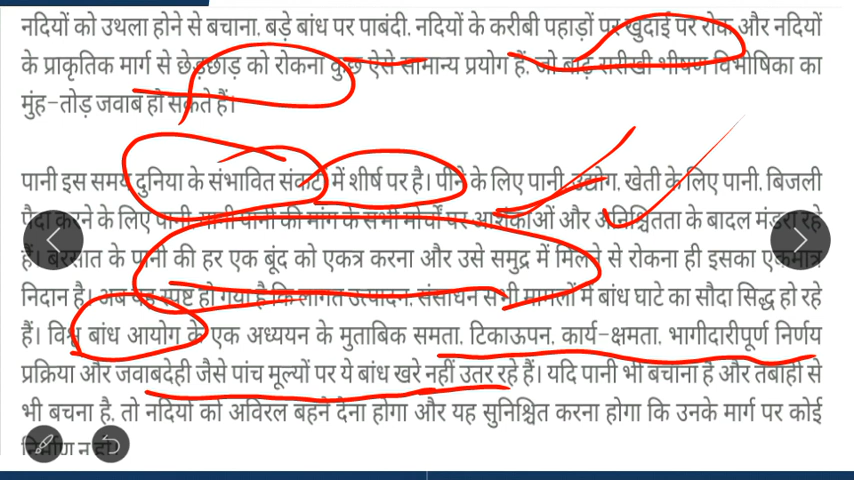 नदियों को उथला होने से बचाना, बड़े बांध पर पाबंदी, नदियों के करीबी पहाड़ों पर खुदाई पर रोक और नदियों
के प्राकृतिक मार्ग से छेड़छाड़ को रोकना कुछ ऐसे सामान्य प्रयोग हैं, जो बाढ़ सरीखी भीषण विभीषिका का
मुंह-तोड़ जवाब हो सकते हैं।
पानी इस समय दुनिया के संभावित संकट में शीर्ष पर है। पीने के लिए पानी, उद्योग, खेती के लिए पानी, बिजली
पैदा करने के लिए पानी, पानी की मांग के सभी मोर्चों पर आशंकाओं और अनिश्चितता के बादल मंडरा रहे
हैं। बरसात के पानी की हर एक बूंद को एकत्र करना और उसे समुद्र में मिलने से रोकना ही इसका एकमात्र
निदान है। अब यह स्पष्ट हो गया है कि लागत उत्पादन, संसाधन सभी मामलों में बांध घाटे का सौदा सिद्ध हो रहे
हैं। विश्व बांध आयोग के एक अध्ययन के मुताबिक समता, टिकाऊपन, कार्य-क्षमता, भागीदारीपूर्ण निर्णय
प्रक्रिया और जवाबदेही जैसे पांच मूल्यों पर ये बांध खरे नहीं उतर रहे हैं। यदि पानी भी बचाना है और तबाही से
भी बचना है, तो नदियों को अविरल बहने देना होगा और यह सुनिश्चित करना होगा कि उनके मार्ग पर कोई
निर्माण न हो।